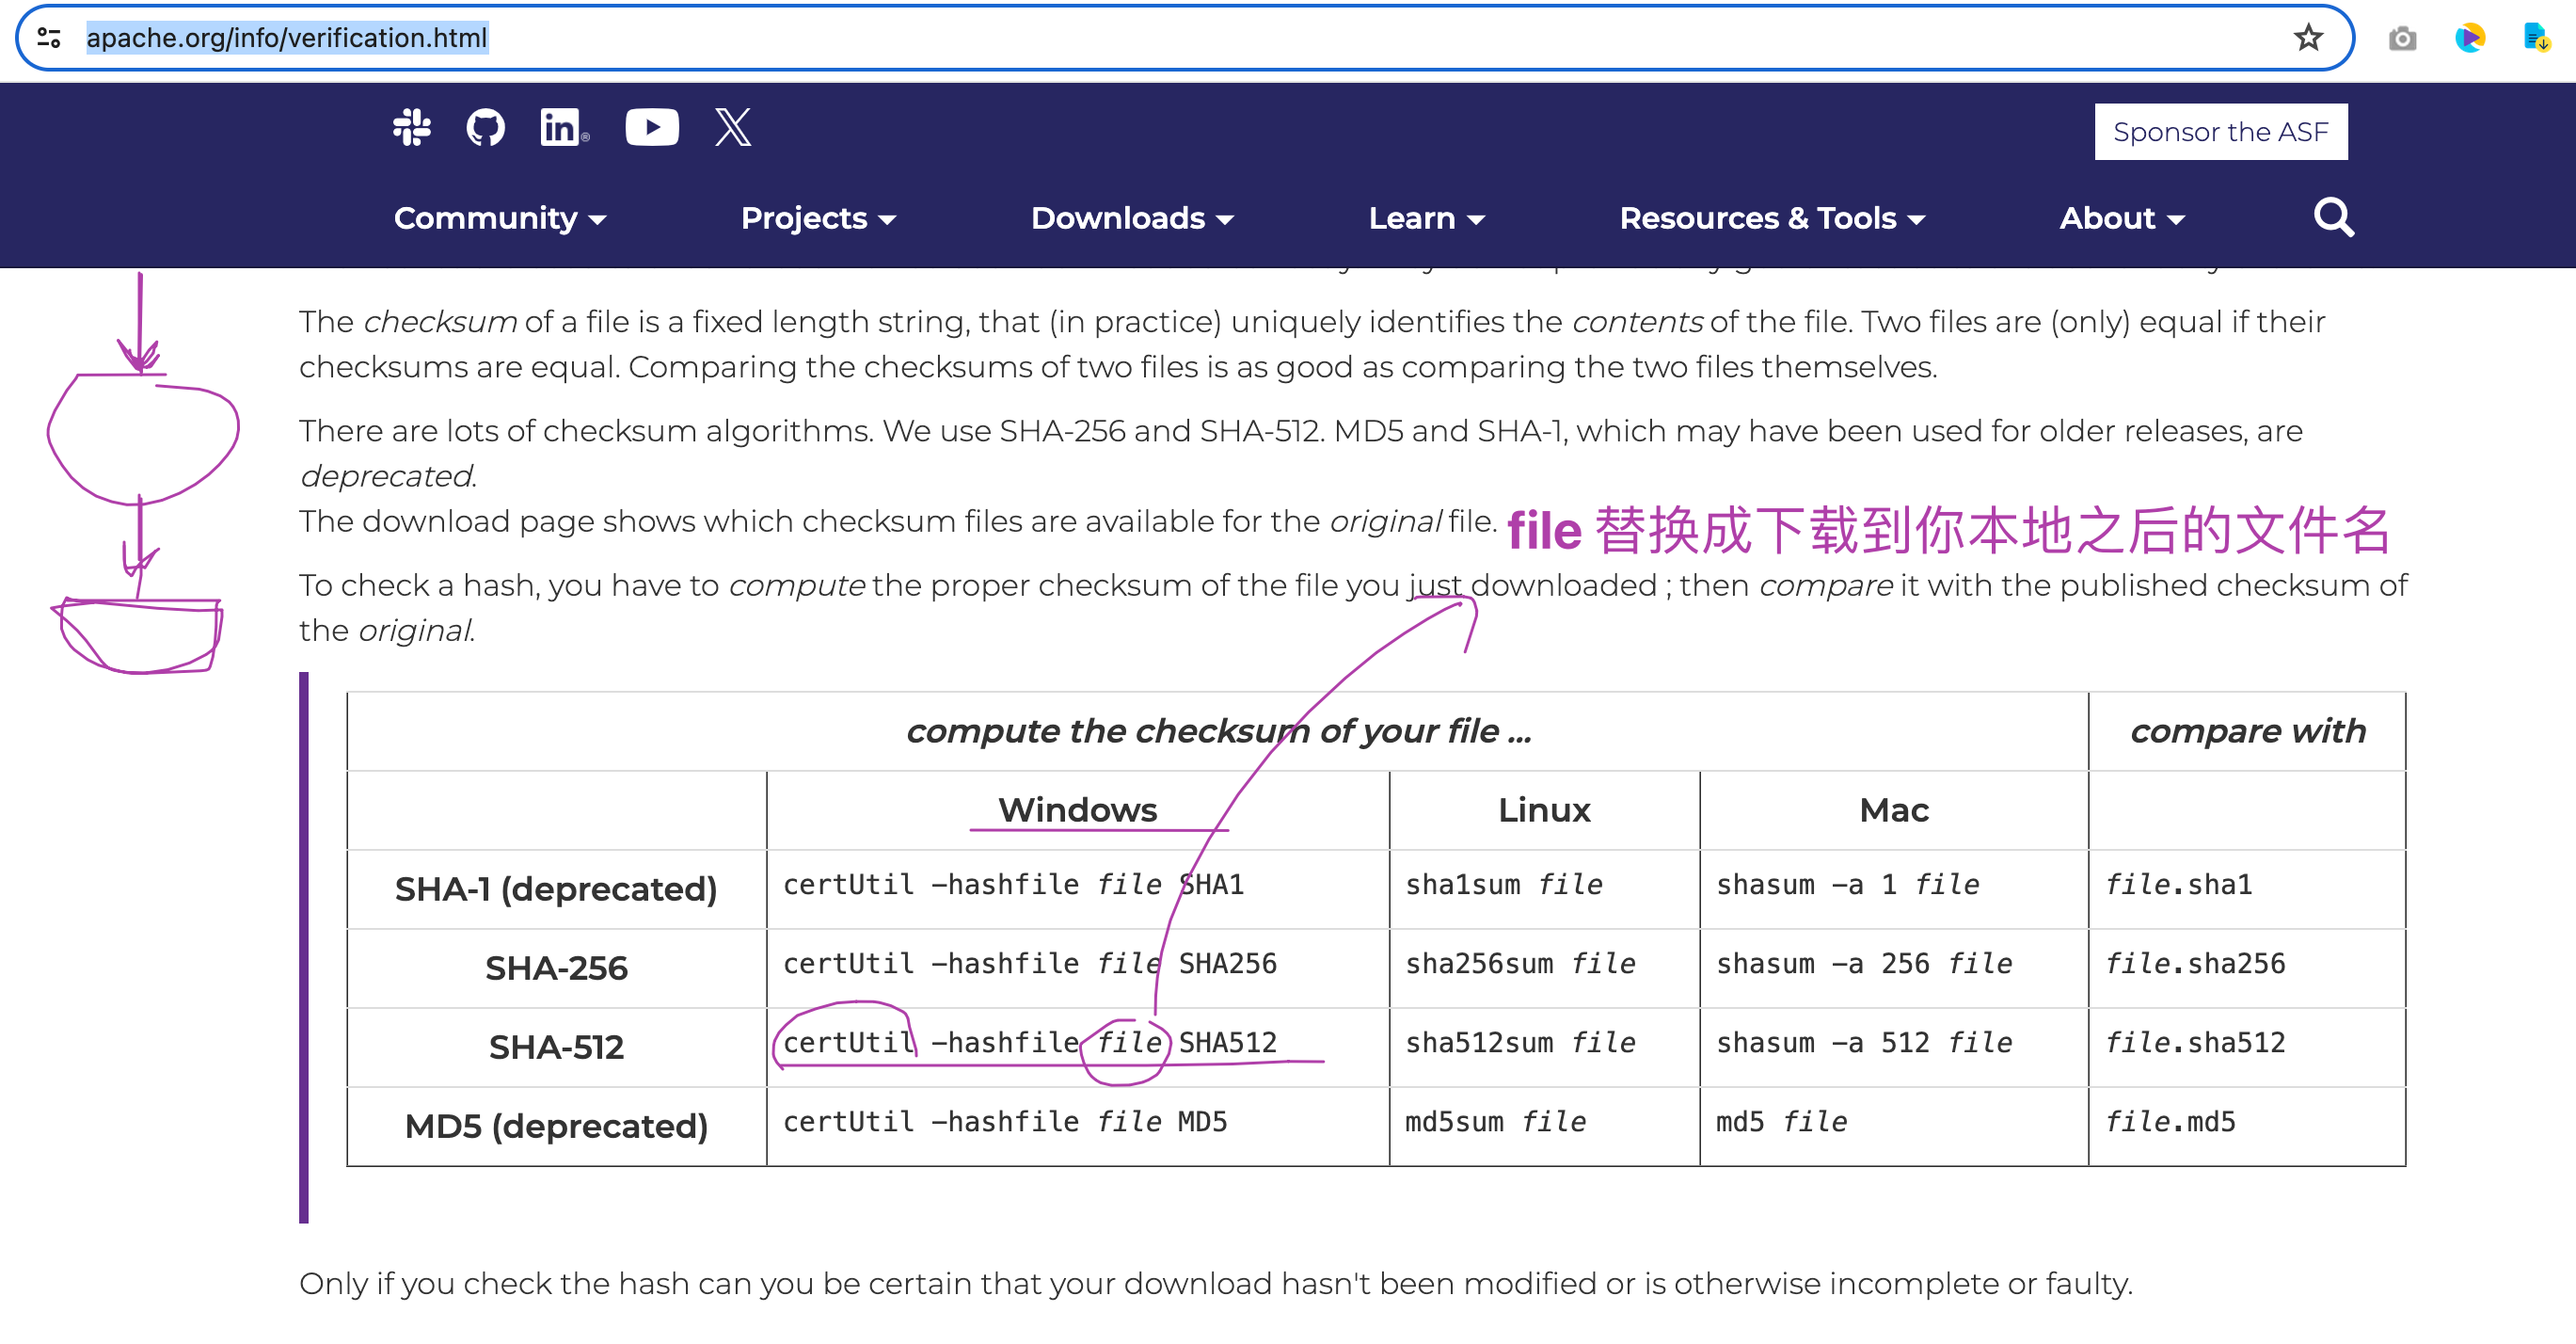 apache.org/info/verification.html
in®
Sponsor the ASF
Community Projects Downloads Learn Resources & Tools About
The checksum of a file is a fixed length string, that (in practice) uniquely identifies the contents of the file. Two files are (only) equal if their
checksums are equal. Comparing the checksums of two files is as good as comparing the two files themselves.
There are lots of checksum algorithms. We use SHA-256 and SHA-512. MD5 and SHA-1, which may have been used for older releases, are
deprecated.
The download page shows which checksum files are available for the original file.
file 替换成下载到你本地之后的文件名
To check a hash, you have to compute the proper checksum of the file you just downloaded ; then compare it with the published checksum of
the original.
compute the checksum of your file ... compare with
Windows Linux Mac
SHA-1 (deprecated) certUtil -hashfile file SHA1 sha1sum file shasum -a 1 file file.sha1
SHA-256 certUtil -hashfile file SHA256 sha256sum file shasum -a 256 file file.sha256
SHA-512 certUtil -hashfile file SHA512 sha512sum file shasum -a 512 file file.sha512
MD5 (deprecated) certUtil -hashfile file MD5 md5sum file md5 file file.md5
Only if you check the hash can you be certain that your download hasn't been modified or is otherwise incomplete or faulty.